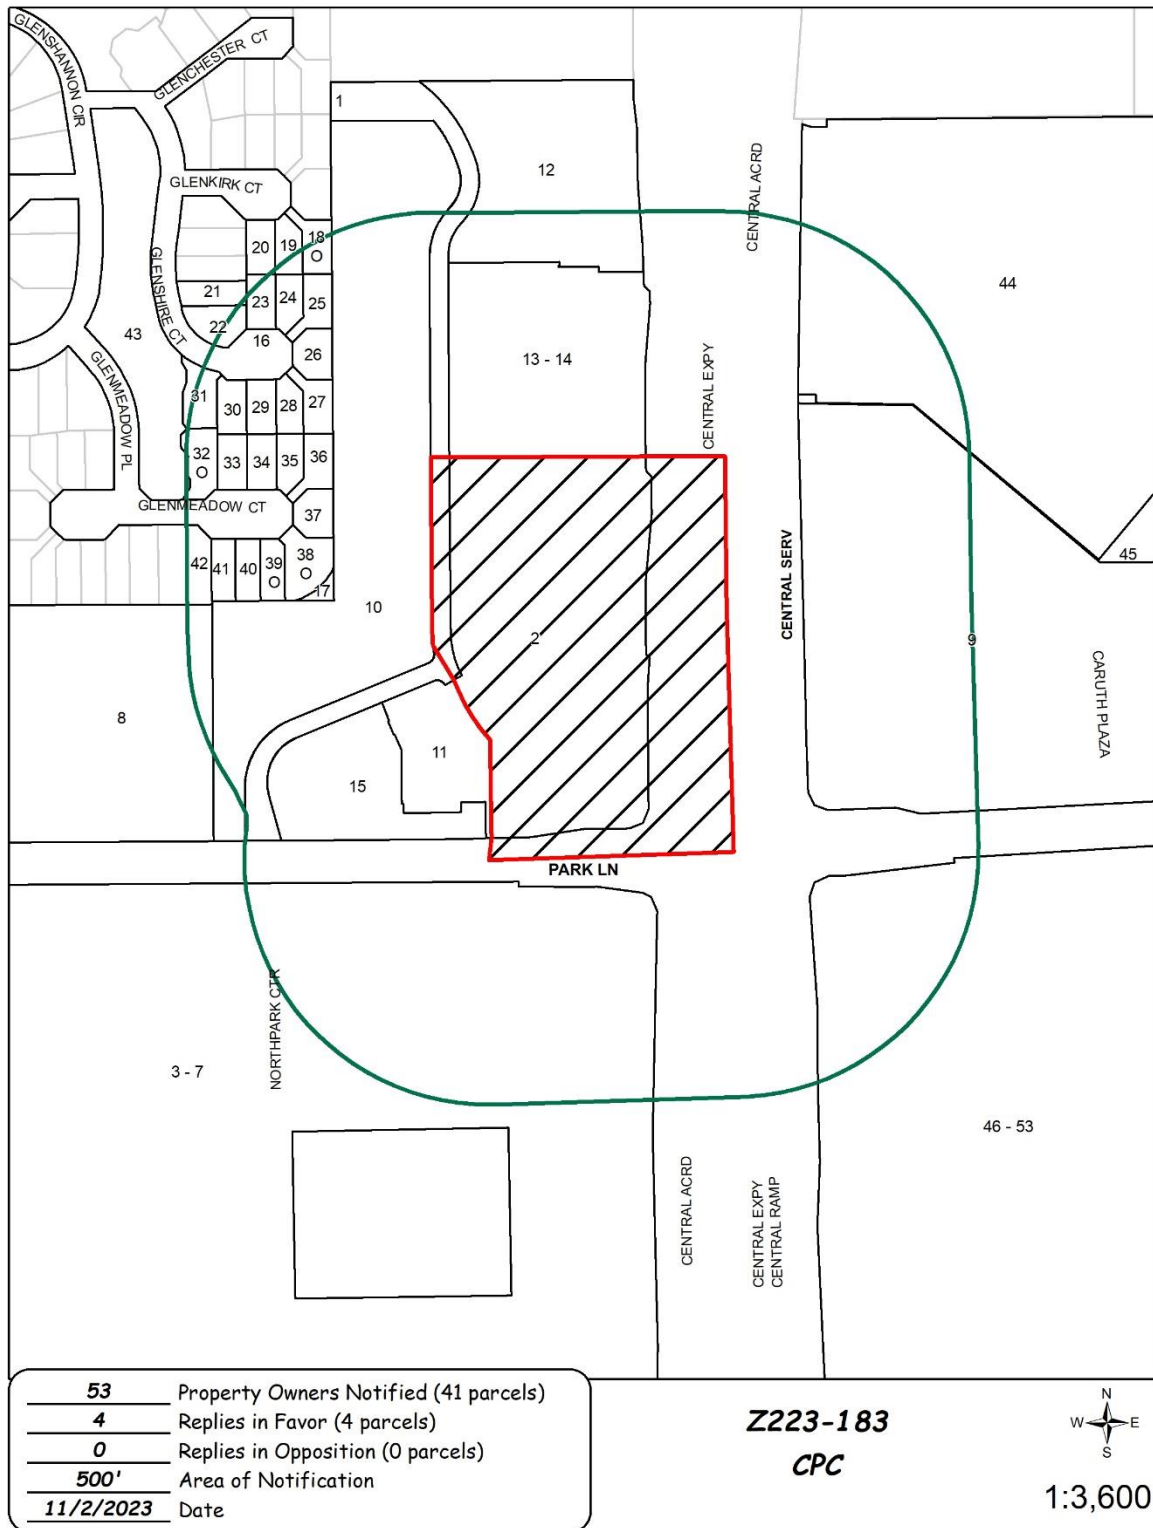 GLENSHANNON CIR
GLENCHESTER CT
1
12
CENTRAL ACRD
GLENKIRK CT
20
19
18
O
44
GLENSHIRE CT
21
23
24
25
22
16
26
43
13 - 14
CENTRAL EXPY
GLENMEADOW PL
31
30
29
28
27
32
O
33
34
35
36
GLENMEADOW CT
37
42
41
40
39
O
38
O
17
45
CENTRAL SERV
10
2
9
CARUTH PLAZA
8
11
15
PARK LN
NORTHPARK CTR
3 - 7
46 - 53
CENTRAL ACRD
CENTRAL EXPY
CENTRAL RAMP
53 Property Owners Notified (41 parcels)
4 Replies in Favor (4 parcels)
0 Replies in Opposition (0 parcels)
500' Area of Notification
11/2/2023 Date
Z223-183
CPC
N
W E
S
1:3,600